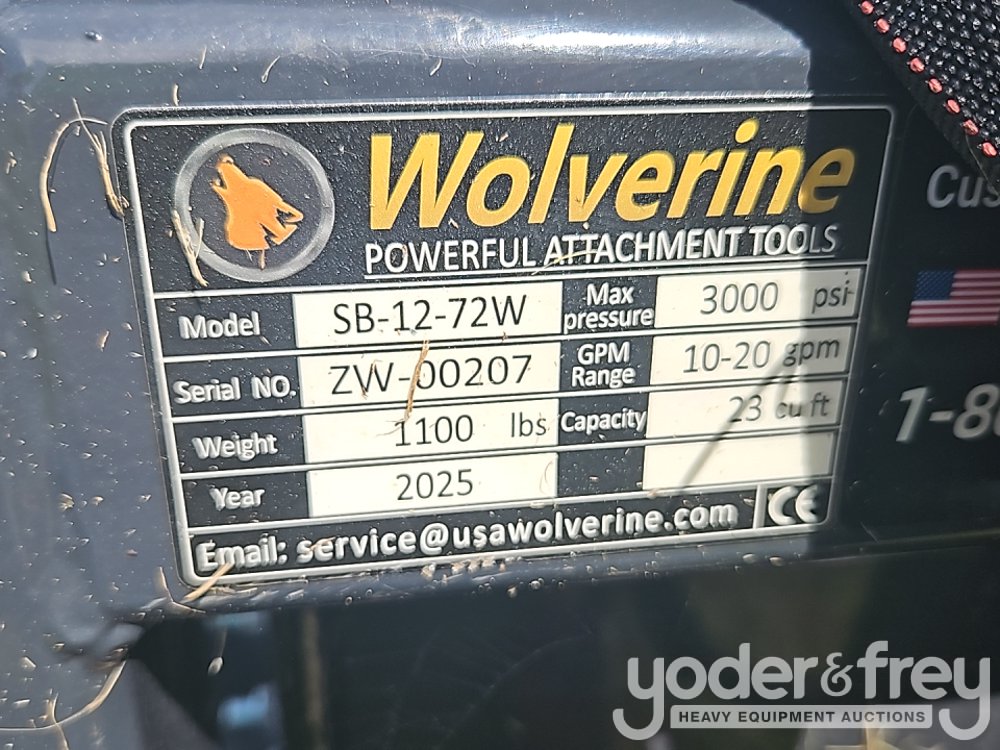 Wolverine
POWERFUL ATTACHMENT TOOLS
Model SB-12-72W Max pressure 3000 psi
Serial NO. ZW-00207 GPM Range 10-20 gpm
Weight 1100 lbs Capacity 23 cu ft
Year 2025
Email: service@usawolverine.com CE
Cus
1-8
yoder&frey
HEAVY EQUIPMENT AUCTIONS